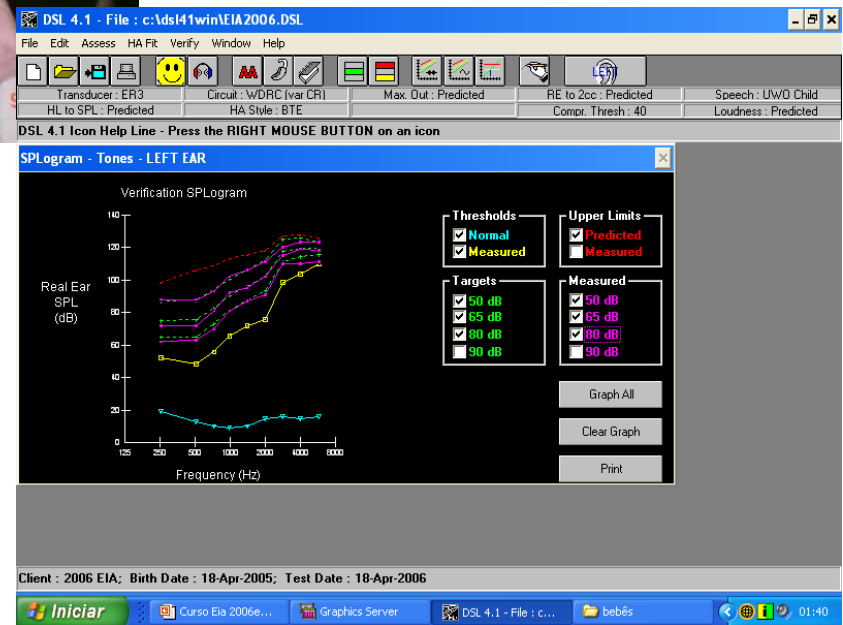 DSL 4.1 - File : c:\dsl41win\EIA2006.DSL
File Edit Assess HA Fit Verify Window Help
AA LEFT
Transducer : ER3 Circuit : WDRC (var CR) Max. Out : Predicted RE to 2cc : Predicted Speech : UWO Child
HL to SPL : Predicted HA Style : BTE Compr. Thresh : 40 Loudness : Predicted
DSL 4.1 Icon Help Line - Press the RIGHT MOUSE BUTTON on an icon
SPLogram - Tones - LEFT EAR
Verification SPLogram
Real Ear
SPL
(dB)
140
120
100
80
60
40
20
0
125 250 500 1000 2000 4000 8000
Frequency (Hz)
Thresholds
Normal
Measured
Upper Limits
Predicted
Measured
Targets
50 dB
65 dB
80 dB
90 dB
Measured
50 dB
65 dB
80 dB
90 dB
Graph All
Clear Graph
Print
Client : 2006 EIA; Birth Date : 18-Apr-2005; Test Date : 18-Apr-2006
Iniciar Curso Eia 2006e... Graphics Server DSL 4.1 - File : c... bebês 01:40